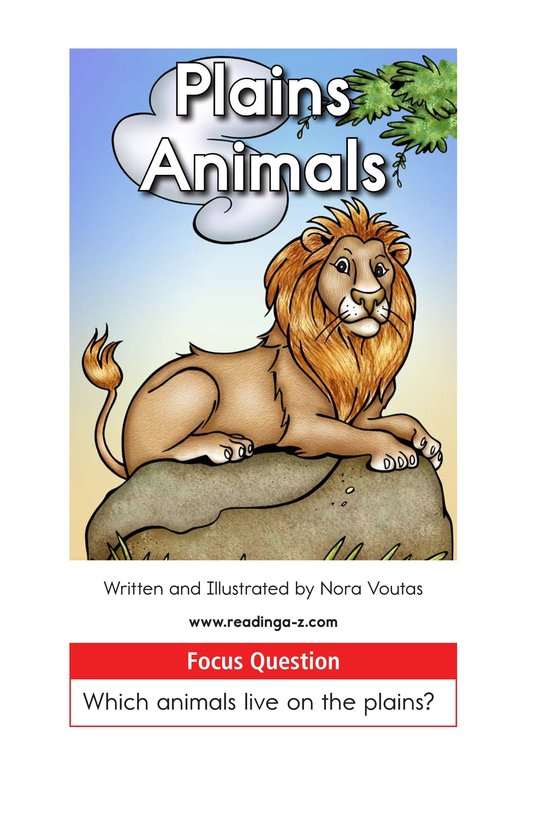 Plains
Animals
Written and Illustrated by Nora Voutas
www.readinga-z.com
Focus Question
Which animals live on the plains?